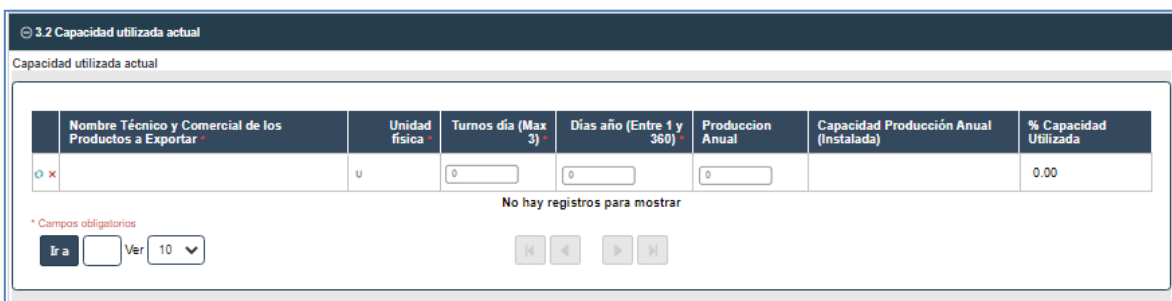 3.2 Capacidad utilizada actual
Capacidad utilizada actual
Nombre Técnico y Comercial de los
Productos a Exportar *
Unidad
física *
Turnos día (Max
3) *
Días año (Entre 1 y
360) *
Produccion
Anual
Capacidad Producción Anual
(Instalada)
% Capacidad
Utilizada
U
0
0
0
0.00
No hay registros para mostrar
* Campos obligatorios
Ir a
Ver
10